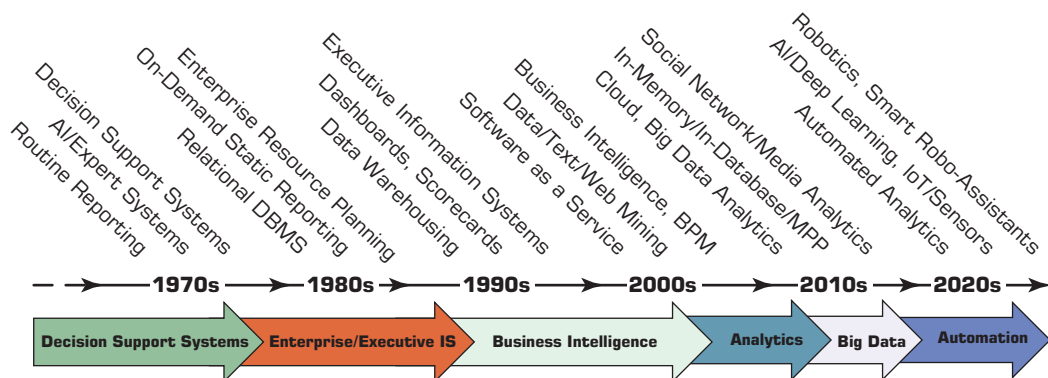 Routine Reporting
AI/Expert Systems
Decision Support Systems
Relational DBMS
On-Demand Static Reporting
Enterprise Resource Planning
Data Warehousing
Dashboards, Scorecards
Executive Information Systems
Software as a Service
Data/Text/Web Mining
Business Intelligence, BPM
Cloud, Big Data Analytics
In-Memory/In-Database/MPP
Social Network/Media Analytics
Automated Analytics
AI/Deep Learning, IoT/Sensors
Robotics, Smart Robo-Assistants
1970s 1980s 1990s 2000s 2010s 2020s
Decision Support Systems Enterprise/Executive IS Business Intelligence Analytics Big Data Automation